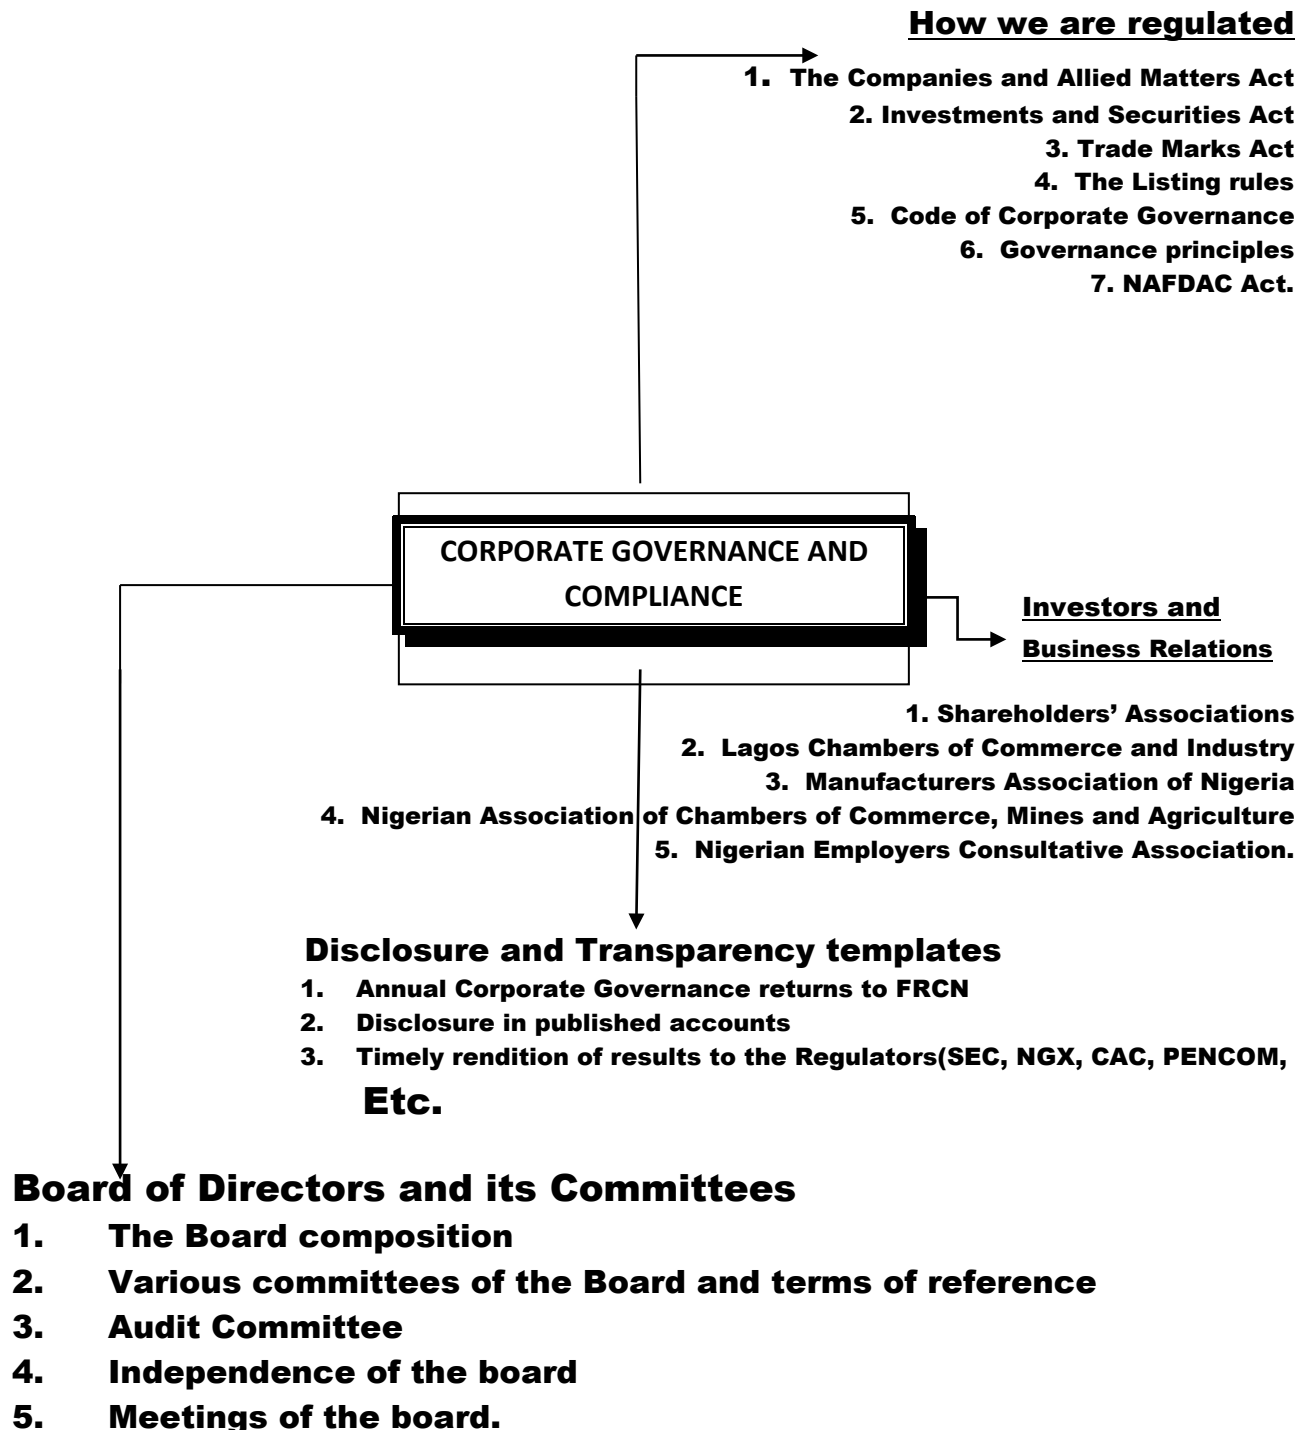 How we are regulated
1. The Companies and Allied Matters Act
2. Investments and Securities Act
3. Trade Marks Act
4. The Listing rules
5. Code of Corporate Governance
6. Governance principles
7. NAFDAC Act.
CORPORATE GOVERNANCE AND
COMPLIANCE
Investors and
Business Relations
1. Shareholders’ Associations
2. Lagos Chambers of Commerce and Industry
3. Manufacturers Association of Nigeria
4. Nigerian Association of Chambers of Commerce, Mines and Agriculture
5. Nigerian Employers Consultative Association.
Disclosure and Transparency templates
1. Annual Corporate Governance returns to FRCN
2. Disclosure in published accounts
3. Timely rendition of results to the Regulators(SEC, NGX, CAC, PENCOM,
Etc.
Board of Directors and its Committees
1. The Board composition
2. Various committees of the Board and terms of reference
3. Audit Committee
4. Independence of the board
5. Meetings of the board.